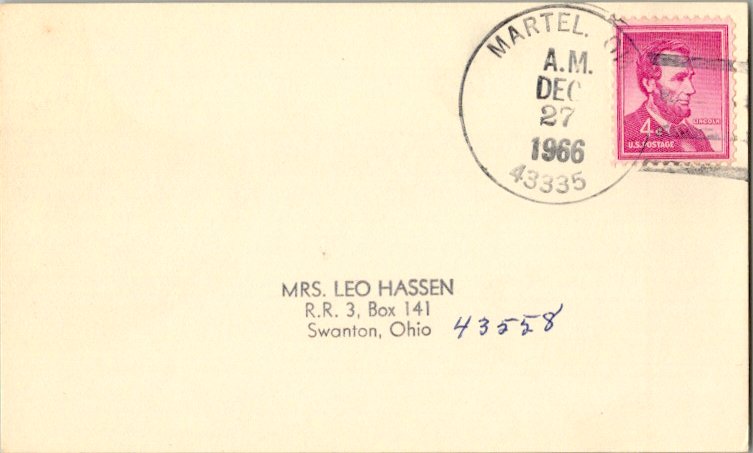 MARTEL, O
A.M.
DEC
27
1966
43335
LINCOLN
4¢
U.S. POSTAGE
MRS. LEO HASSEN
R.R. 3, Box 141
Swanton, Ohio 43558